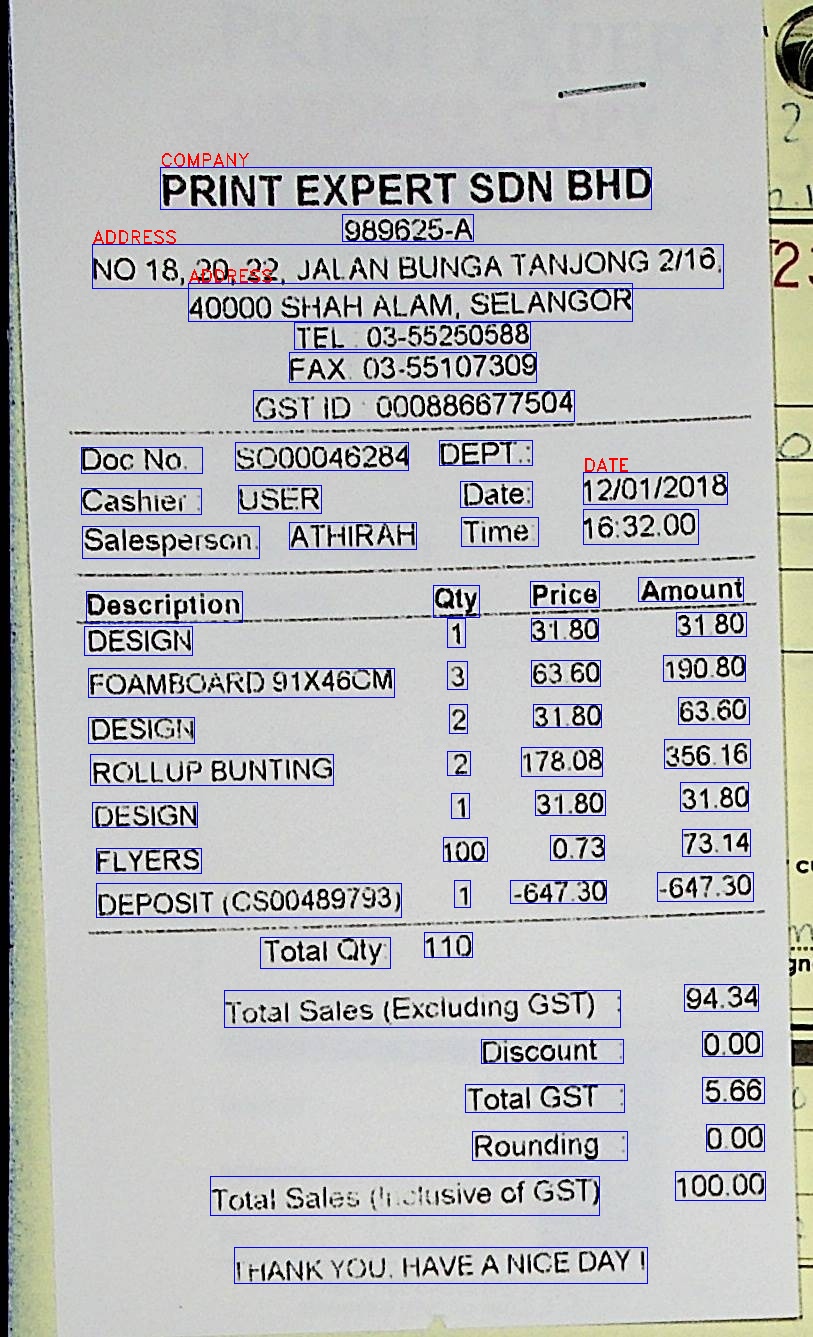 COMPANY
PRINT EXPERT SDN BHD
989625-A
ADDRESS
NO 18, 20, 22, JALAN BUNGA TANJONG 2/16,
ADDRESS
40000 SHAH ALAM, SELANGOR
TEL : 03-55250588
FAX: 03-55107309
GST ID : 000886677504
Doc No. SO00046284 DEPT.:
DATE
Cashier : USER Date: 12/01/2018
Salesperson: ATHIRAH Time: 16:32:00
Description Qty Price Amount
DESIGN 1 31.80 31.80
FOAMBOARD 91X46CM 3 63.60 190.80
DESIGN 2 31.80 63.60
ROLLUP BUNTING 2 178.08 356.16
DESIGN 1 31.80 31.80
FLYERS 100 0.73 73.14
DEPOSIT (CS00489793) 1 -647.30 -647.30
Total Qty: 110
Total Sales (Excluding GST) : 94.34
Discount : 0.00
Total GST : 5.66
Rounding : 0.00
Total Sales (Inclusive of GST) 100.00
THANK YOU. HAVE A NICE DAY !